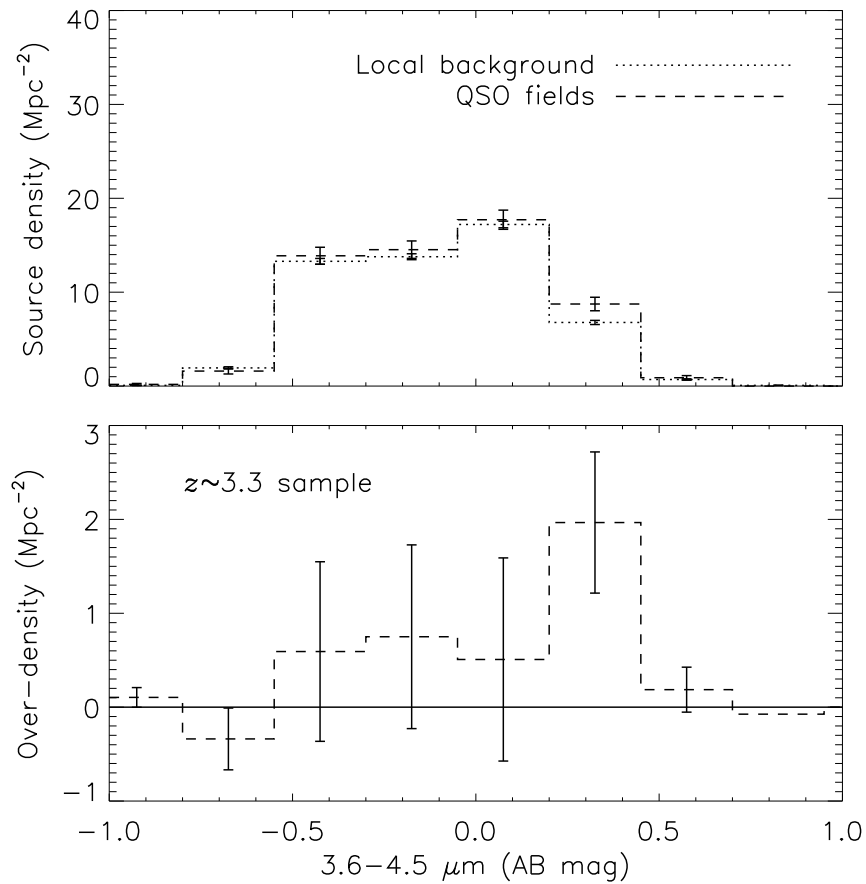 40
30
20
10
0
Source density (Mpc⁻²)
Local background
QSO fields
3
2
1
0
−1
Over−density (Mpc⁻²)
z~3.3 sample
−1.0 −0.5 0.0 0.5 1.0
3.6−4.5 μm (AB mag)